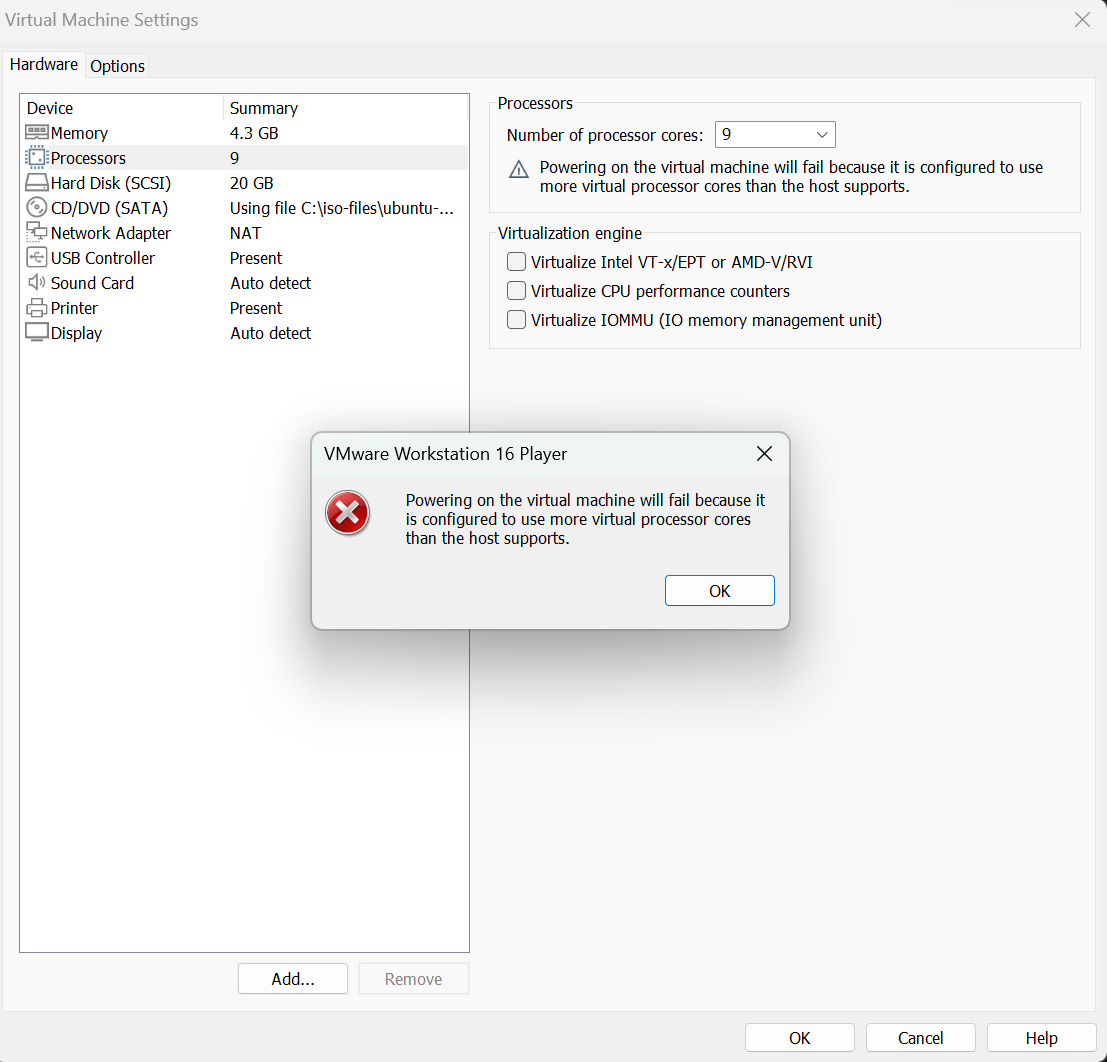 Virtual Machine Settings
Hardware
Options
Device Summary
Memory 4.3 GB
Processors 9
Hard Disk (SCSI) 20 GB
CD/DVD (SATA) Using file C:\iso-files\ubuntu-...
Network Adapter NAT
USB Controller Present
Sound Card Auto detect
Printer Present
Display Auto detect
Add...
Remove
Processors
Number of processor cores: 9
Powering on the virtual machine will fail because it is configured to use
more virtual processor cores than the host supports.
Virtualization engine
Virtualize Intel VT-x/EPT or AMD-V/RVI
Virtualize CPU performance counters
Virtualize IOMMU (IO memory management unit)
VMware Workstation 16 Player
Powering on the virtual machine will fail because it
is configured to use more virtual processor cores
than the host supports.
OK
OK
Cancel
Help